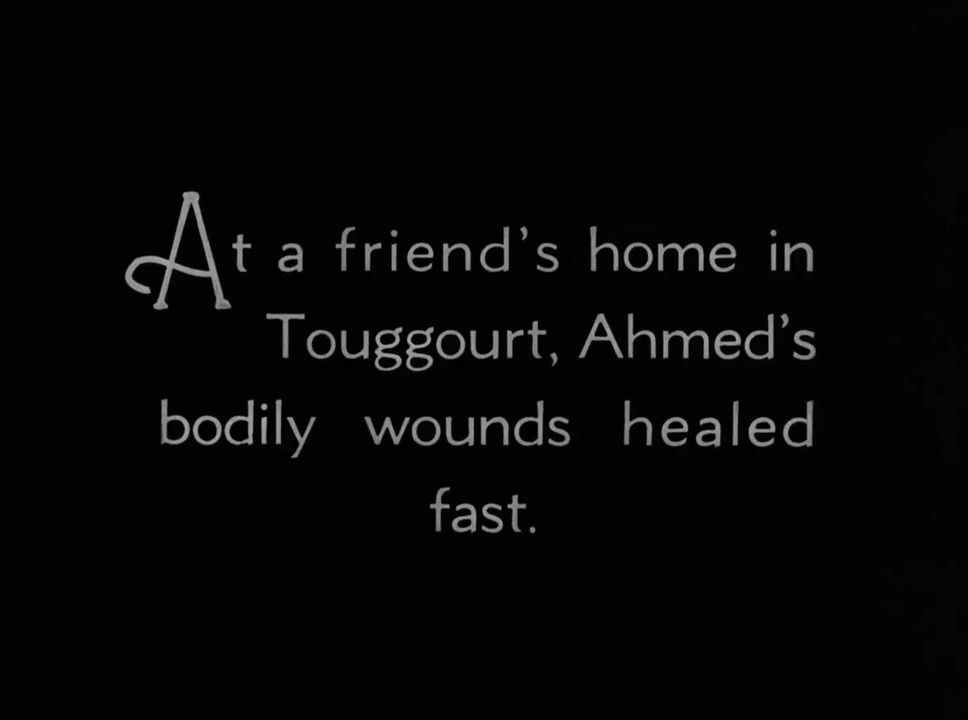 At a friend's home in
Touggourt, Ahmed's
bodily wounds healed
fast.